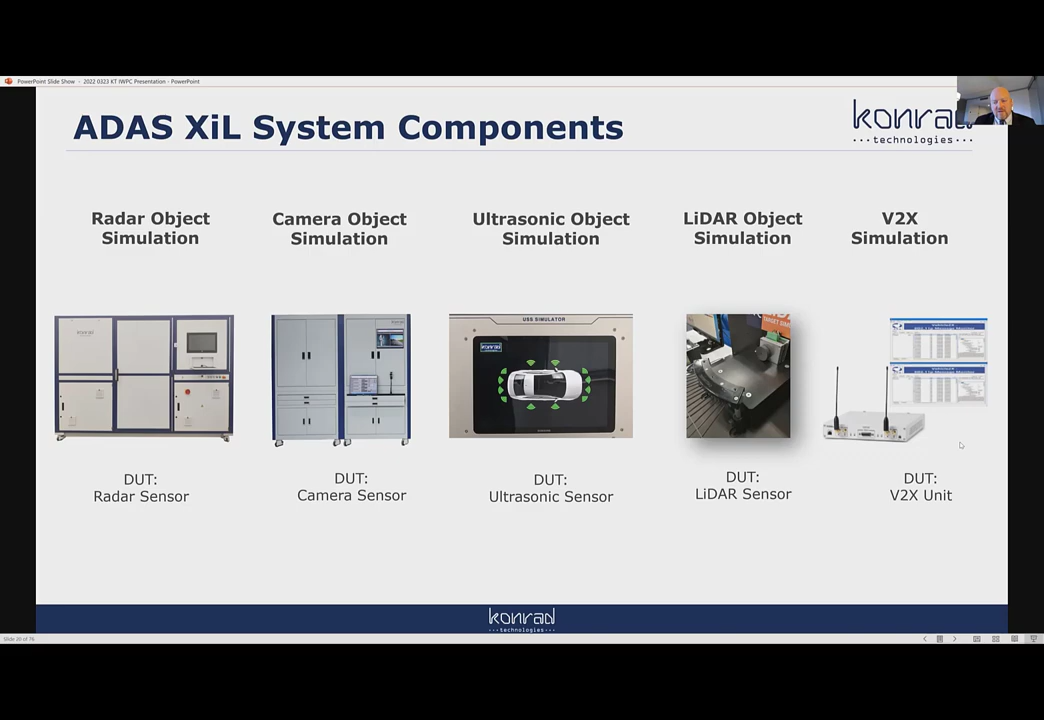 PowerPoint Slide Show - 2022 0323 KT IWPC Presentation - PowerPoint
ADAS XiL System Components
konrad
technologies
Radar Object
Simulation
Camera Object
Simulation
Ultrasonic Object
Simulation
LiDAR Object
Simulation
V2X
Simulation
USS SIMULATOR
DUT:
Radar Sensor
DUT:
Camera Sensor
DUT:
Ultrasonic Sensor
DUT:
LiDAR Sensor
DUT:
V2X Unit
konrad
technologies
Slide 20 of 76